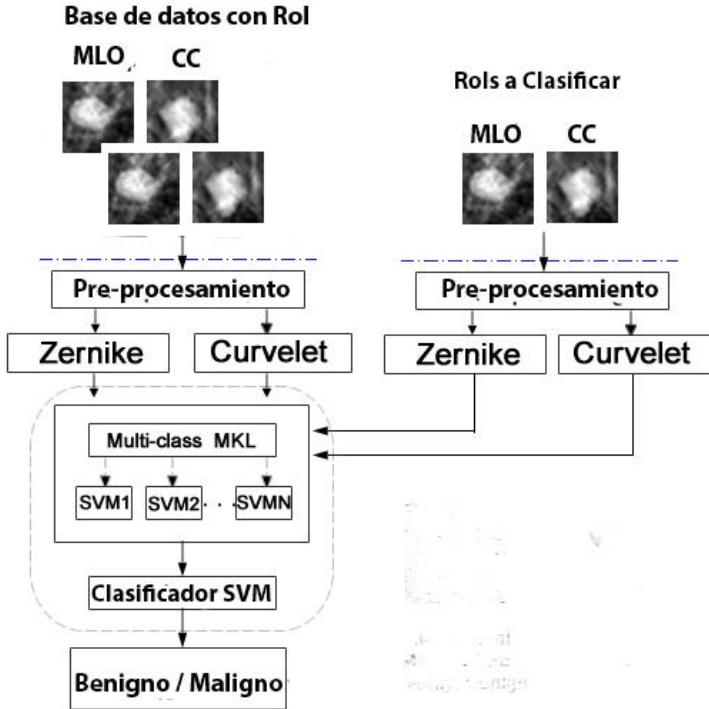 Base de datos con RoI
MLO CC
RoIs a Clasificar
MLO CC
Pre-procesamiento
Pre-procesamiento
Zernike
Curvelet
Zernike
Curvelet
Multi-class MKL
SVM1
SVM2
. . .
SVMN
Clasificador SVM
Benigno / Maligno